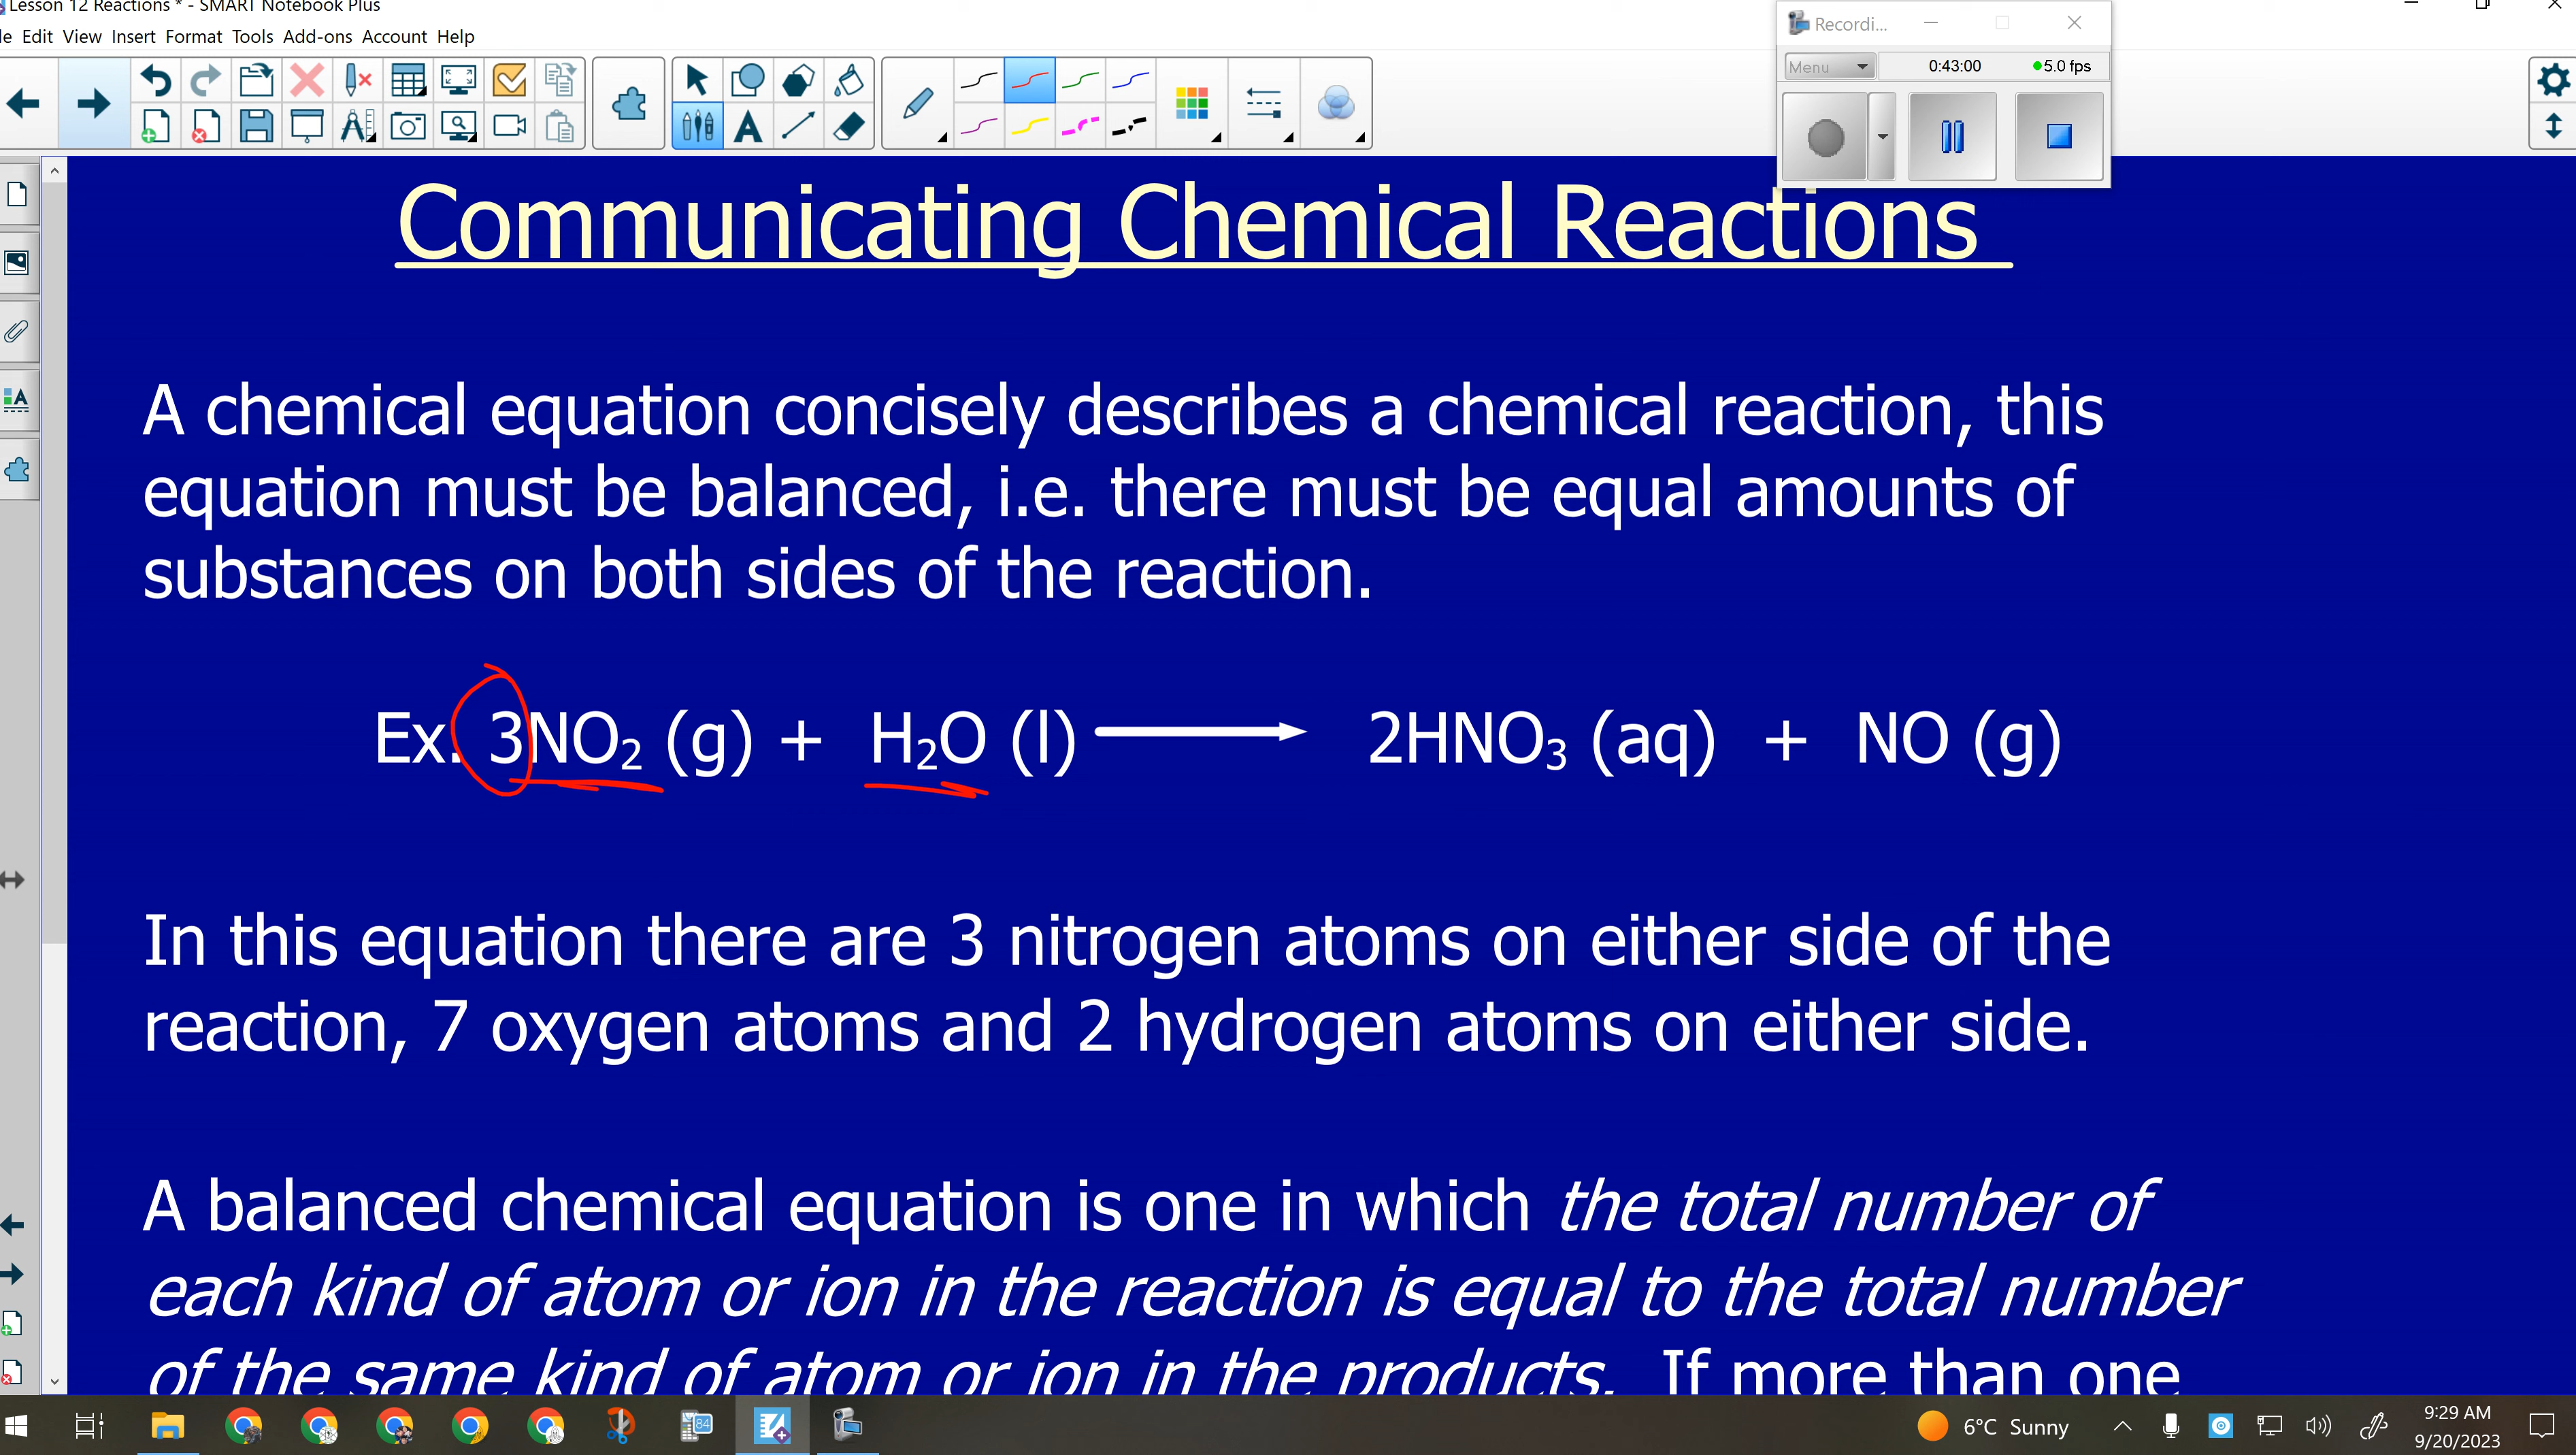 Lesson 12 Reactions * - SMART Notebook Plus
le Edit View Insert Format Tools Add-ons Account Help
Recordi...
Menu 0:43:00 5.0 fps
A
Communicating Chemical Reactions
A chemical equation concisely describes a chemical reaction, this
equation must be balanced, i.e. there must be equal amounts of
substances on both sides of the reaction.
Ex. 3NO₂ (g) + H₂O (l) ⟶ 2HNO₃ (aq) + NO (g)
In this equation there are 3 nitrogen atoms on either side of the
reaction, 7 oxygen atoms and 2 hydrogen atoms on either side.
A balanced chemical equation is one in which the total number of
each kind of atom or ion in the reaction is equal to the total number
of the same kind of atom or ion in the products. If more than one
84
6°C Sunny
9:29 AM
9/20/2023